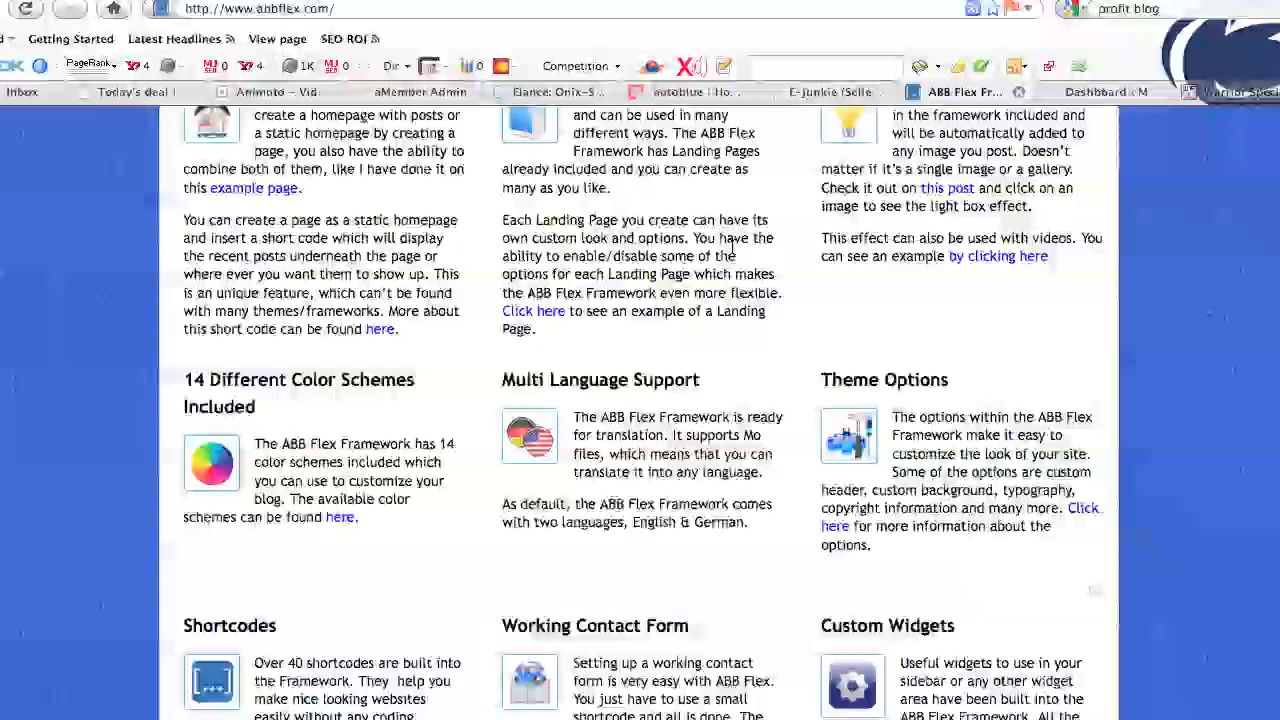 http://www.abbflex.com/
profit blog
Getting Started
Latest Headlines
View page
SEO ROI
PageRank
4
0
4
1K
0
Dir
0
Competition
Inbox
Today's deal
Animoto - Vid
aMember Admin
Elance: Onix-S
autoblue | Ho...
E-Junkie (Selle
ABB Flex Fr...
Dashboard
create a homepage with posts or
a static homepage by creating a
page, you also have the ability to
combine both of them, like I have done it on
this example page.
You can create a page as a static homepage
and insert a short code which will display
the recent posts underneath the page or
where ever you want them to show up. This
is an unique feature, which can't be found
with many themes/frameworks. More about
this short code can be found here.
and can be used in many
different ways. The ABB Flex
Framework has Landing Pages
already included and you can create as
many as you like.
Each Landing Page you create can have its
own custom look and options. You have the
ability to enable/disable some of the
options for each Landing Page which makes
the ABB Flex Framework even more flexible.
Click here to see an example of a Landing
Page.
in the framework included and
will be automatically added to
any image you post. Doesn't
matter if it's a single image or a gallery.
Check it out on this post and click on an
image to see the light box effect.
This effect can also be used with videos. You
can see an example by clicking here
14 Different Color Schemes
Included
The ABB Flex Framework has 14
color schemes included which
you can use to customize your
blog. The available color
schemes can be found here.
Multi Language Support
The ABB Flex Framework is ready
for translation. It supports Mo
files, which means that you can
translate it into any language.
As default, the ABB Flex Framework comes
with two languages, English & German.
Theme Options
The options within the ABB Flex
Framework make it easy to
customize the look of your site.
Some of the options are custom
header, custom background, typography,
copyright information and many more. Click
here for more information about the
options.
Shortcodes
Over 40 shortcodes are built into
the Framework. They help you
make nice looking websites
easily without any coding
Working Contact Form
Setting up a working contact
form is very easy with ABB Flex.
You just have to use a small
shortcode and all is done. The
Custom Widgets
Useful widgets to use in your
sidebar or any other widget
area have been built into the
Framework. All the